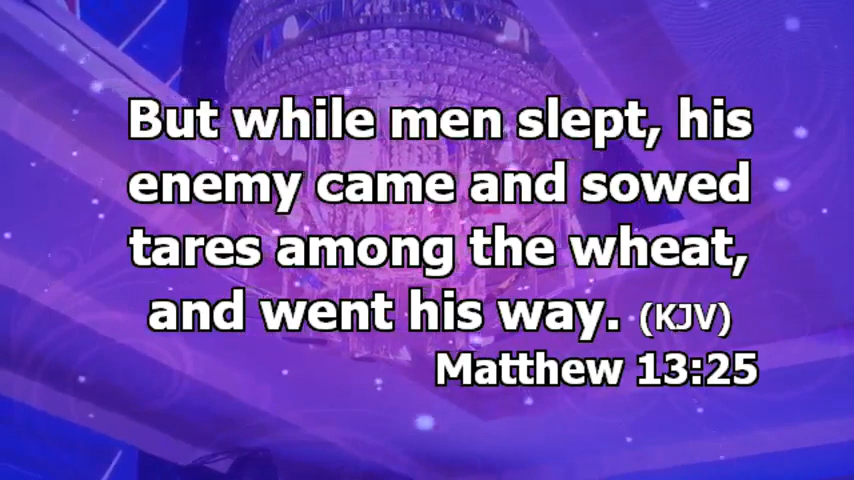 But while men slept, his
enemy came and sowed
tares among the wheat,
and went his way. (KJV)
Matthew 13:25